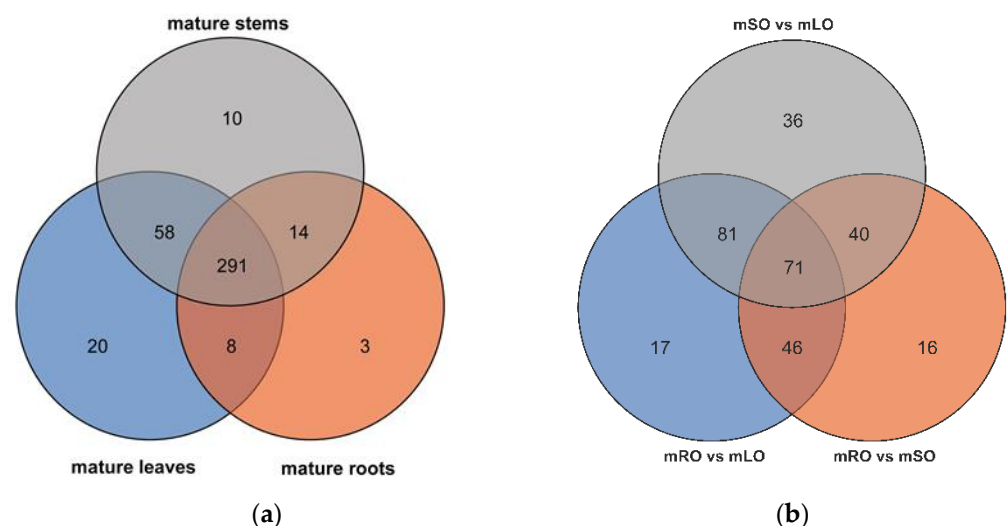 mature stems
10
58
14
291
20
8
3
mature leaves
mature roots
(a)
mSO vs mLO
36
81
40
71
17
46
16
mRO vs mLO
mRO vs mSO
(b)